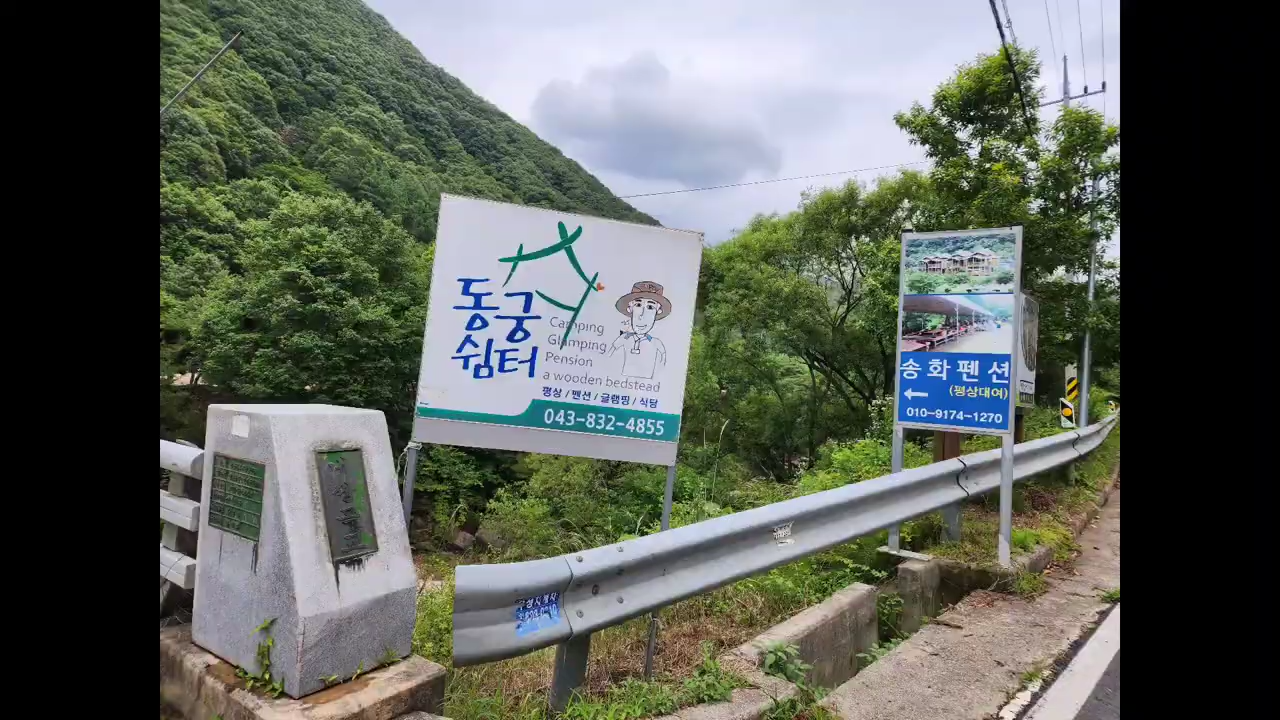 동궁
쉼터
Camping
Glamping
Pension
a wooden bedstead
평상 / 펜션 / 글램핑 / 식당
043-832-4855
송화펜션
(평상대여)
010-9174-1270